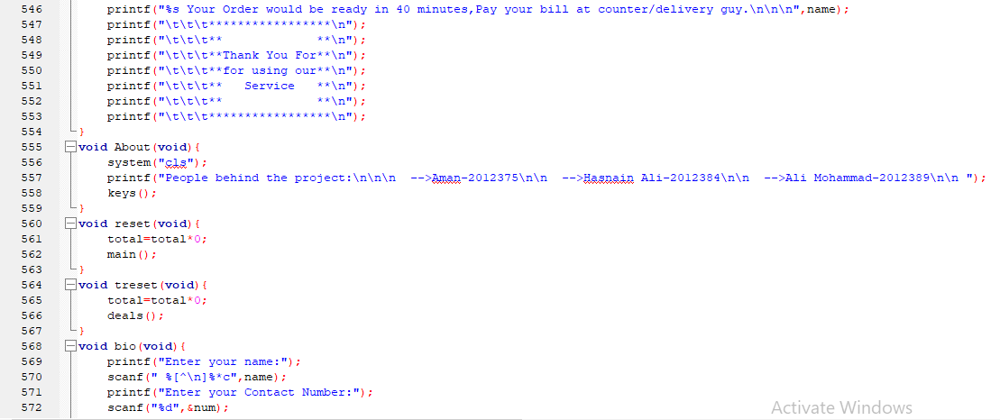 546 printf("%s Your Order would be ready in 40 minutes,Pay your bill at counter/delivery guy.\n\n\n",name);
547 printf("\t\t\t*****************\n");
548 printf("\t\t\t**             **\n");
549 printf("\t\t\t**Thank You For**\n");
550 printf("\t\t\t**for using our**\n");
551 printf("\t\t\t**   Service   **\n");
552 printf("\t\t\t**             **\n");
553 printf("\t\t\t*****************\n");
554 }
555 void About(void){
556 system("cls");
557 printf("People behind the project:\n\n\n  -->Aman-2012375\n\n  -->Hasnain Ali-2012384\n\n  -->Ali Mohammad-2012389\n\n ");
558 keys();
559 }
560 void reset(void){
561 total=total*0;
562 main();
563 }
564 void treset(void){
565 total=total*0;
566 deals();
567 }
568 void bio(void){
569 printf("Enter your name:");
570 scanf(" %[^\n]%*c",name);
571 printf("Enter your Contact Number:");
572 scanf("%d",&num);
Activate Windows